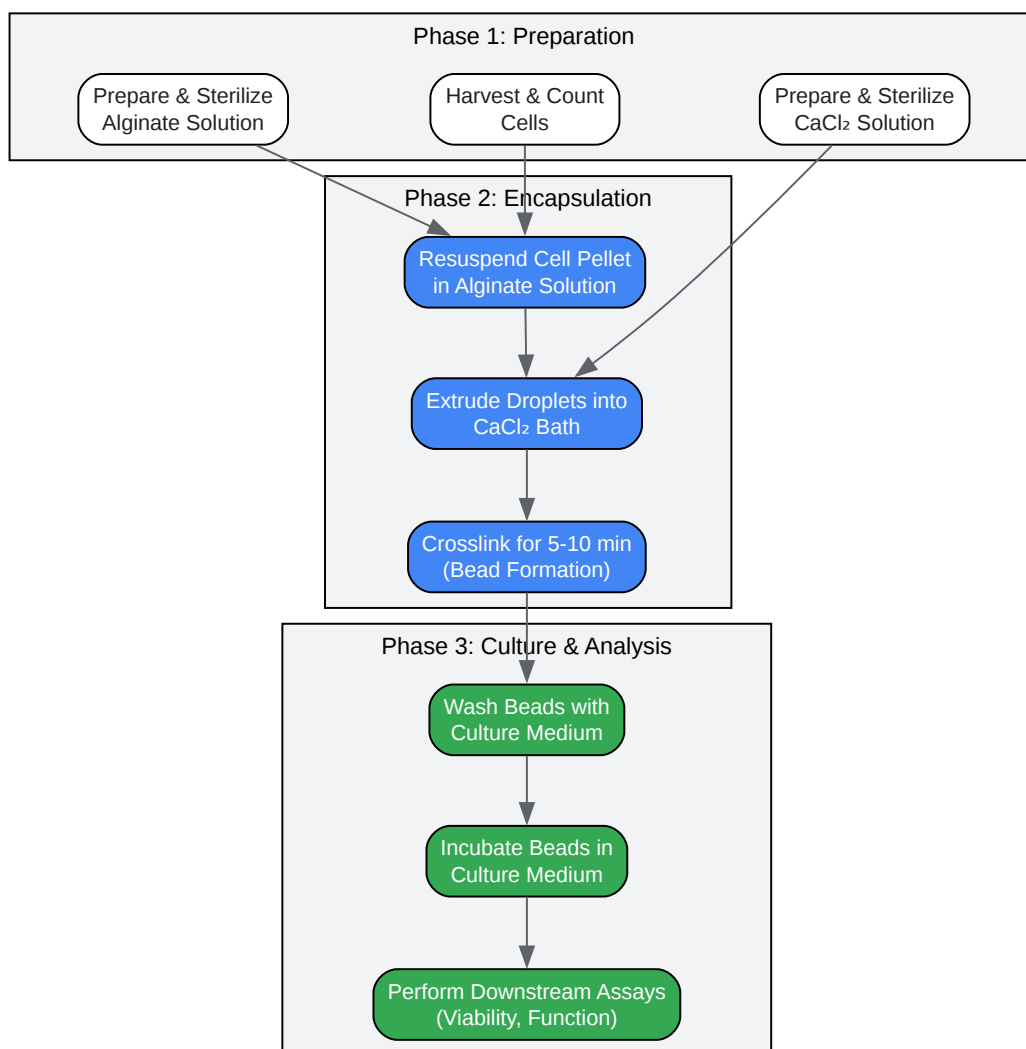 Phase 1: Preparation
Prepare & Sterilize
Alginate Solution
Harvest & Count
Cells
Prepare & Sterilize
CaCl₂ Solution
Phase 2: Encapsulation
Resuspend Cell Pellet
in Alginate Solution
Extrude Droplets into
CaCl₂ Bath
Crosslink for 5-10 min
(Bead Formation)
Phase 3: Culture & Analysis
Wash Beads with
Culture Medium
Incubate Beads in
Culture Medium
Perform Downstream Assays
(Viability, Function)